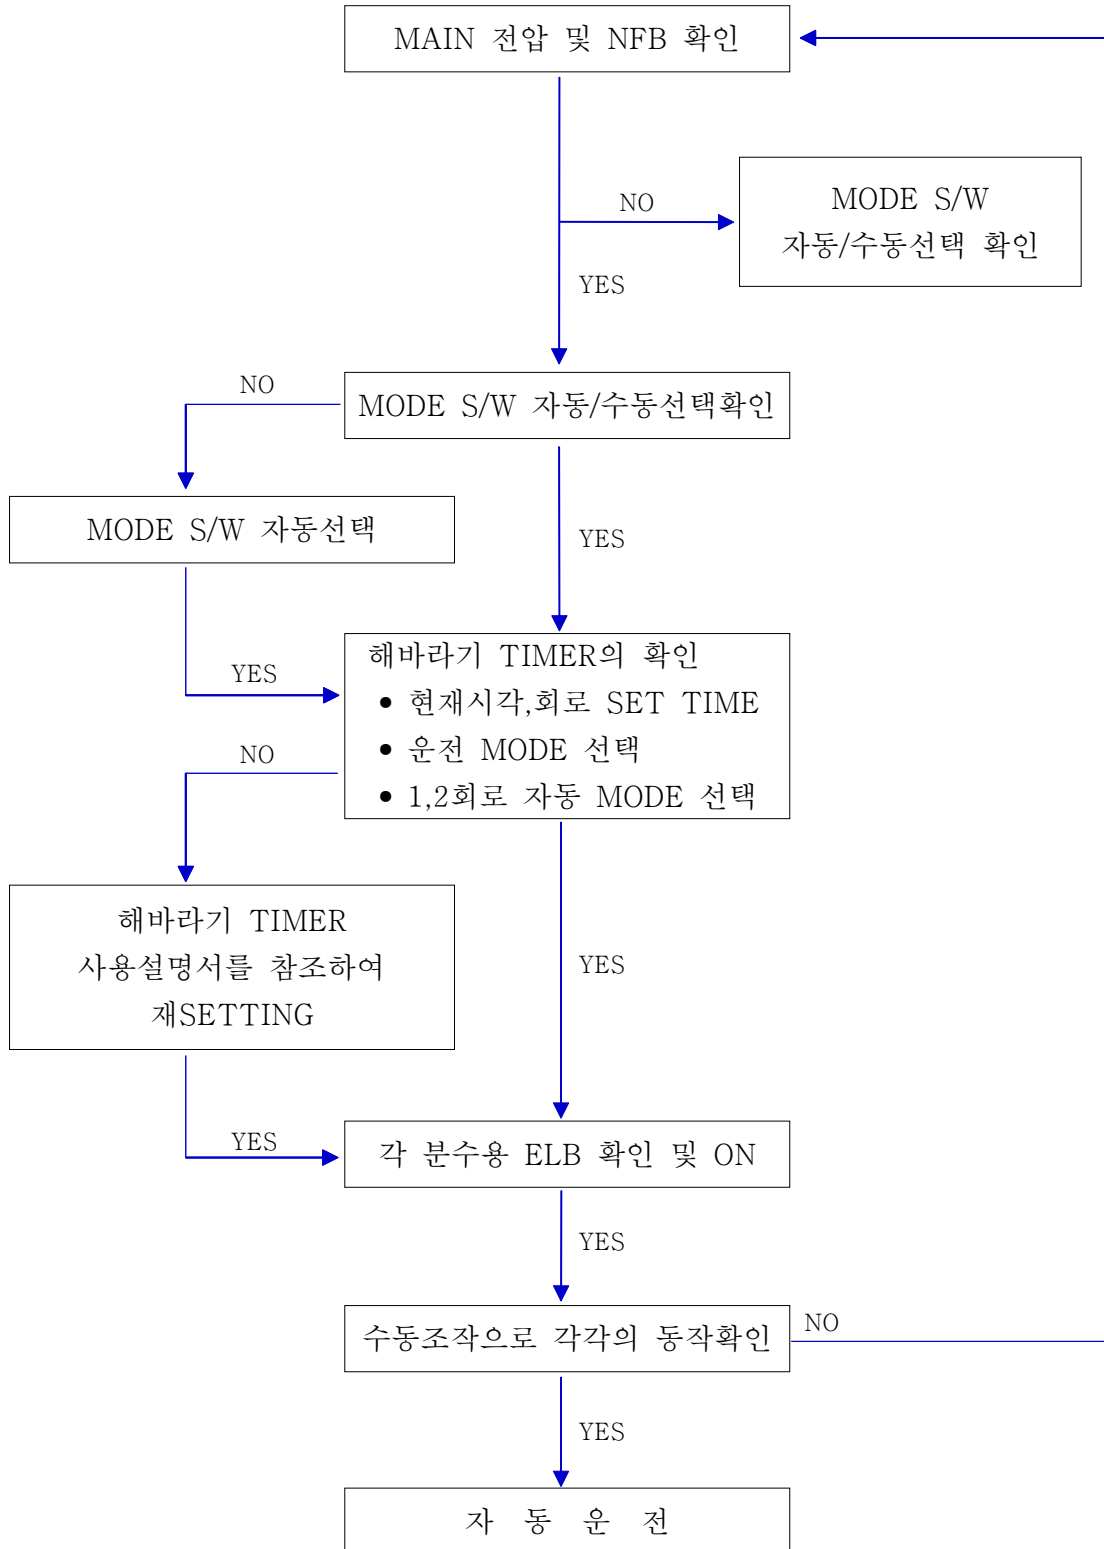 MAIN 전압 및 NFB 확인
NO
MODE S/W
자동/수동선택 확인
YES
NO
MODE S/W 자동/수동선택확인
MODE S/W 자동선택
YES
YES
해바라기 TIMER의 확인
• 현재시각,회로 SET TIME
• 운전 MODE 선택
• 1,2회로 자동 MODE 선택
NO
해바라기 TIMER
사용설명서를 참조하여
재SETTING
YES
YES
각 분수용 ELB 확인 및 ON
YES
수동조작으로 각각의 동작확인
NO
YES
자 동 운 전